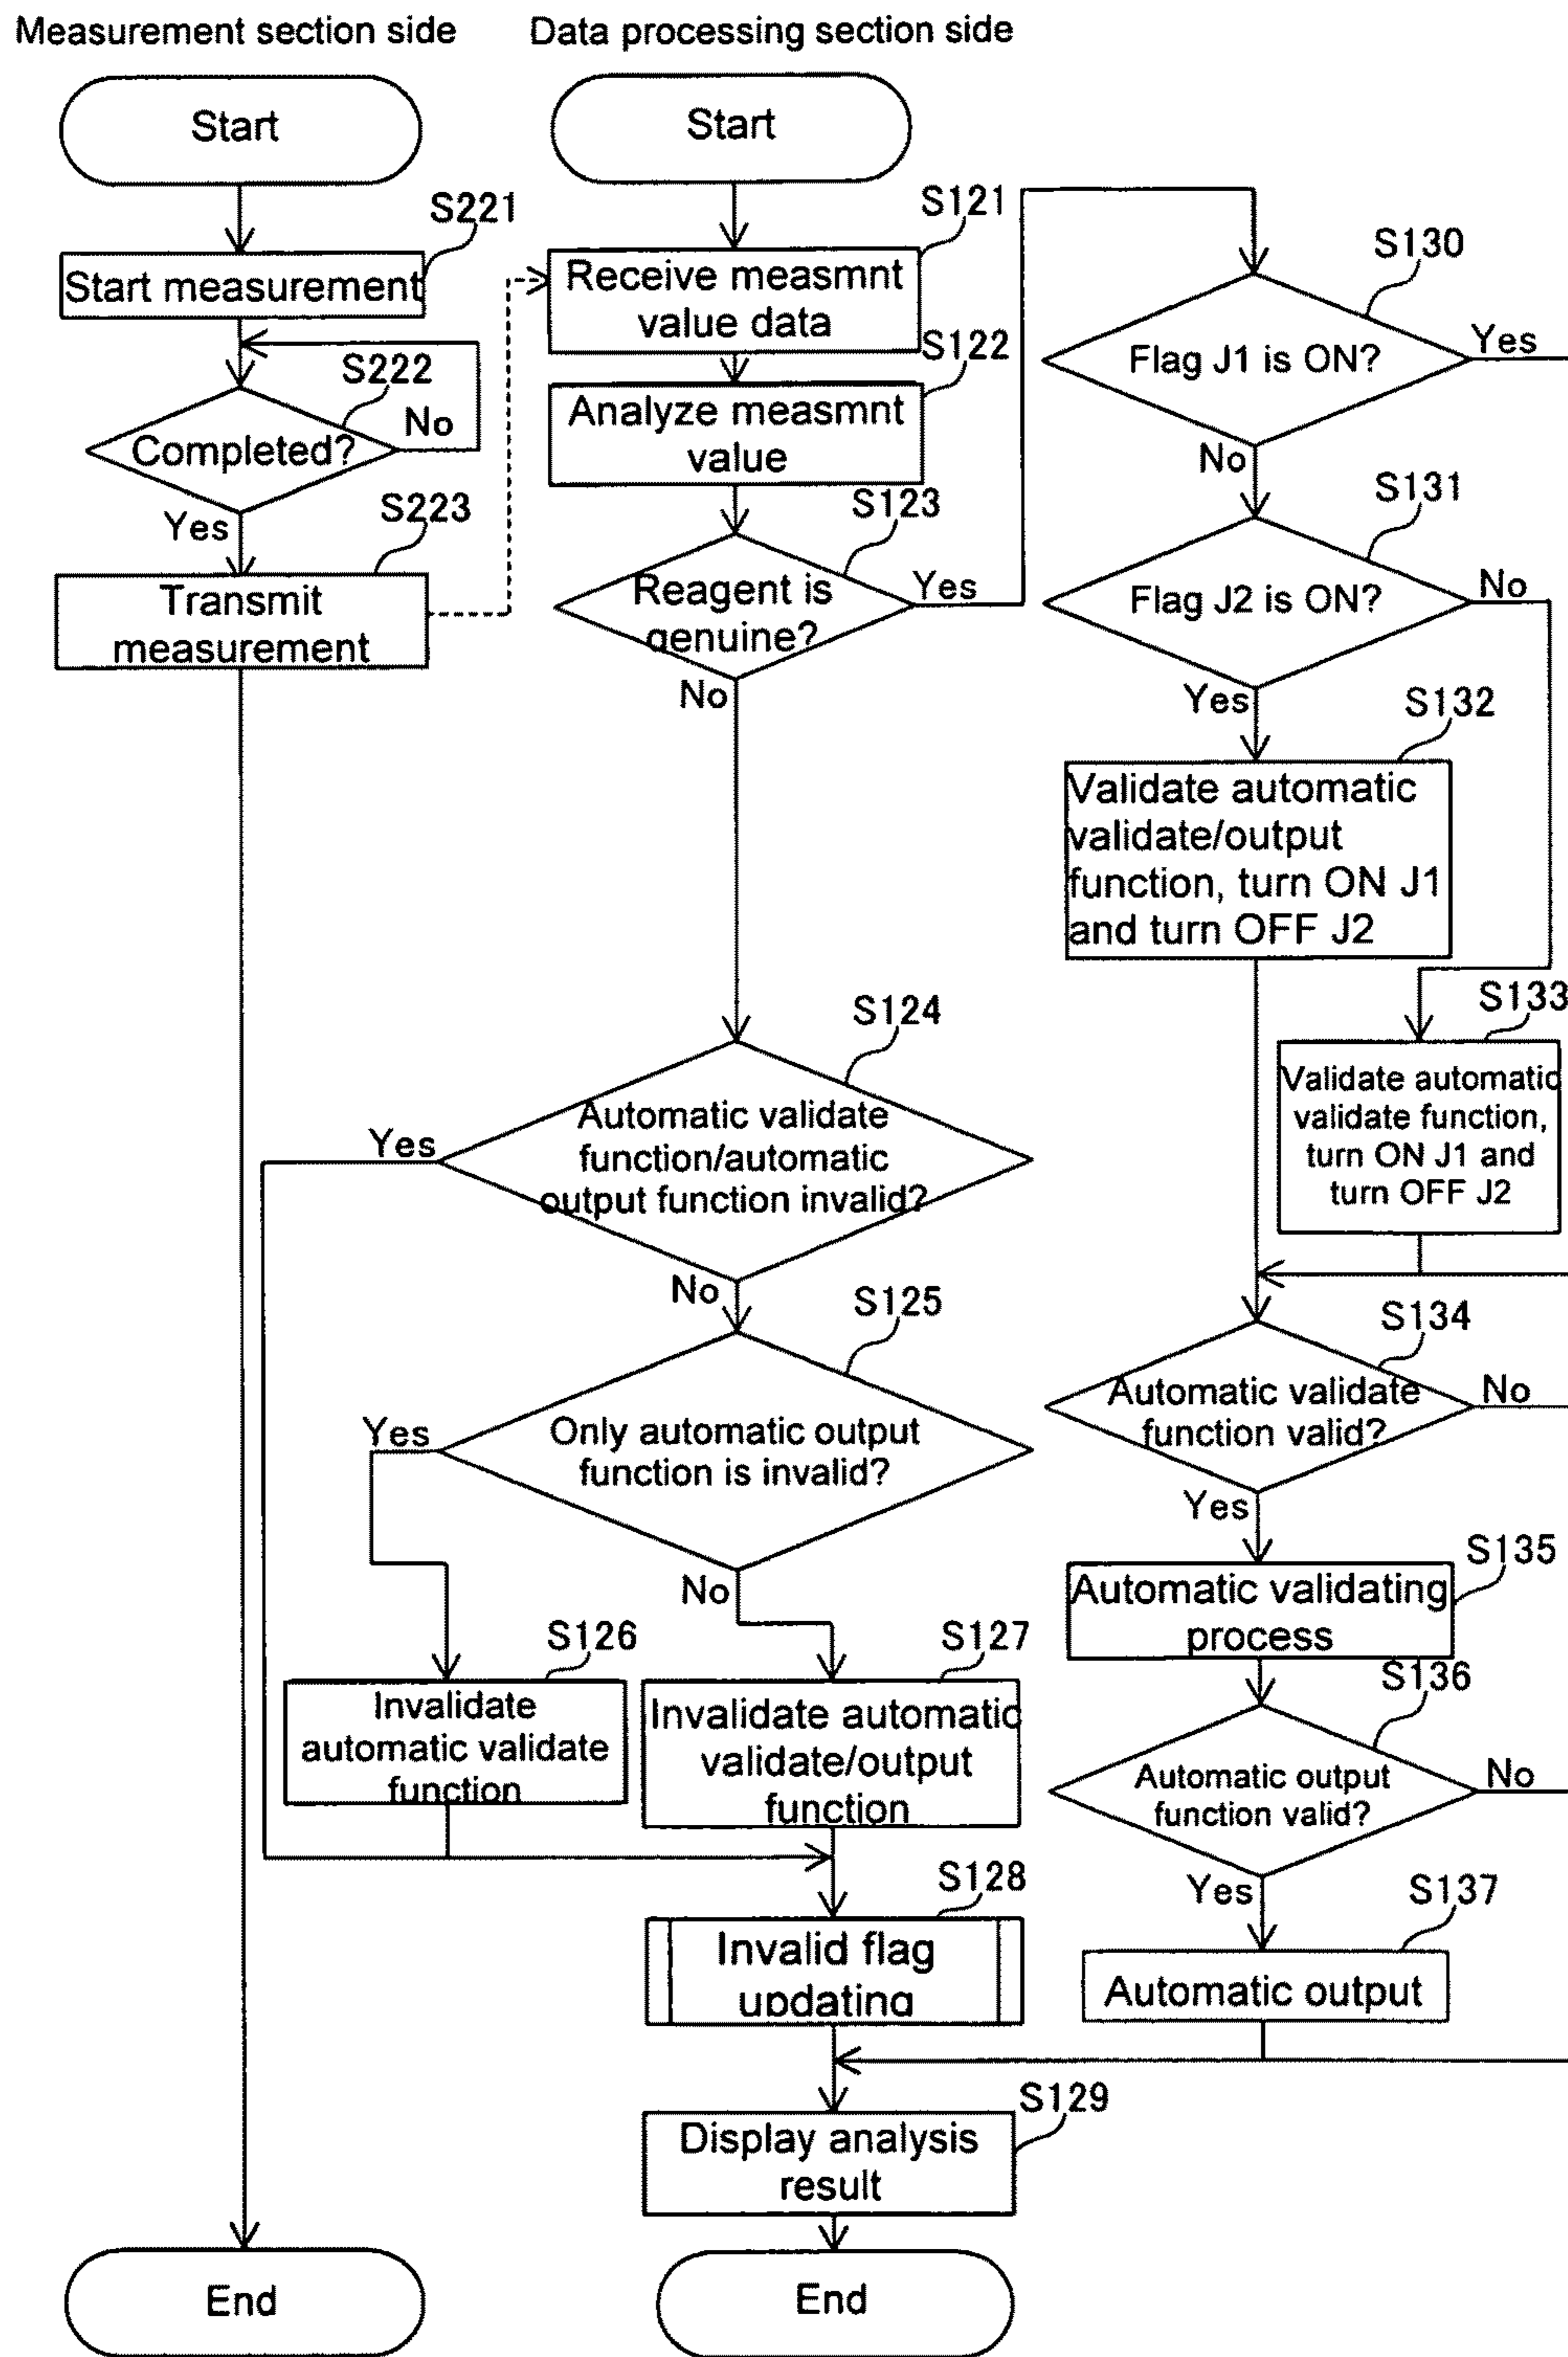 Measurement section side
Start
S221
Start measurement
S222
No
Completed?
Yes
S223
Transmit
measurement
End
Data processing section side
Start
S121
Receive measmnt
value data
S122
Analyze measmnt
value
S123
Reagent is
genuine?
Yes
No
S124
Automatic validate
function/automatic
output function invalid?
Yes
No
S125
Only automatic output
function is invalid?
Yes
No
S126
Invalidate
automatic validate
function
S127
Invalidate automatic
validate/output
function
S128
Invalid flag
updating
S129
Display analysis
result
End
S130
Flag J1 is ON?
Yes
No
S131
Flag J2 is ON?
No
Yes
S132
Validate automatic
validate/output
function, turn ON J1
and turn OFF J2
S133
Validate automatic
validate function,
turn ON J1 and
turn OFF J2
S134
Automatic validate
function valid?
No
Yes
S135
Automatic validating
process
S136
Automatic output
function valid?
No
Yes
S137
Automatic output